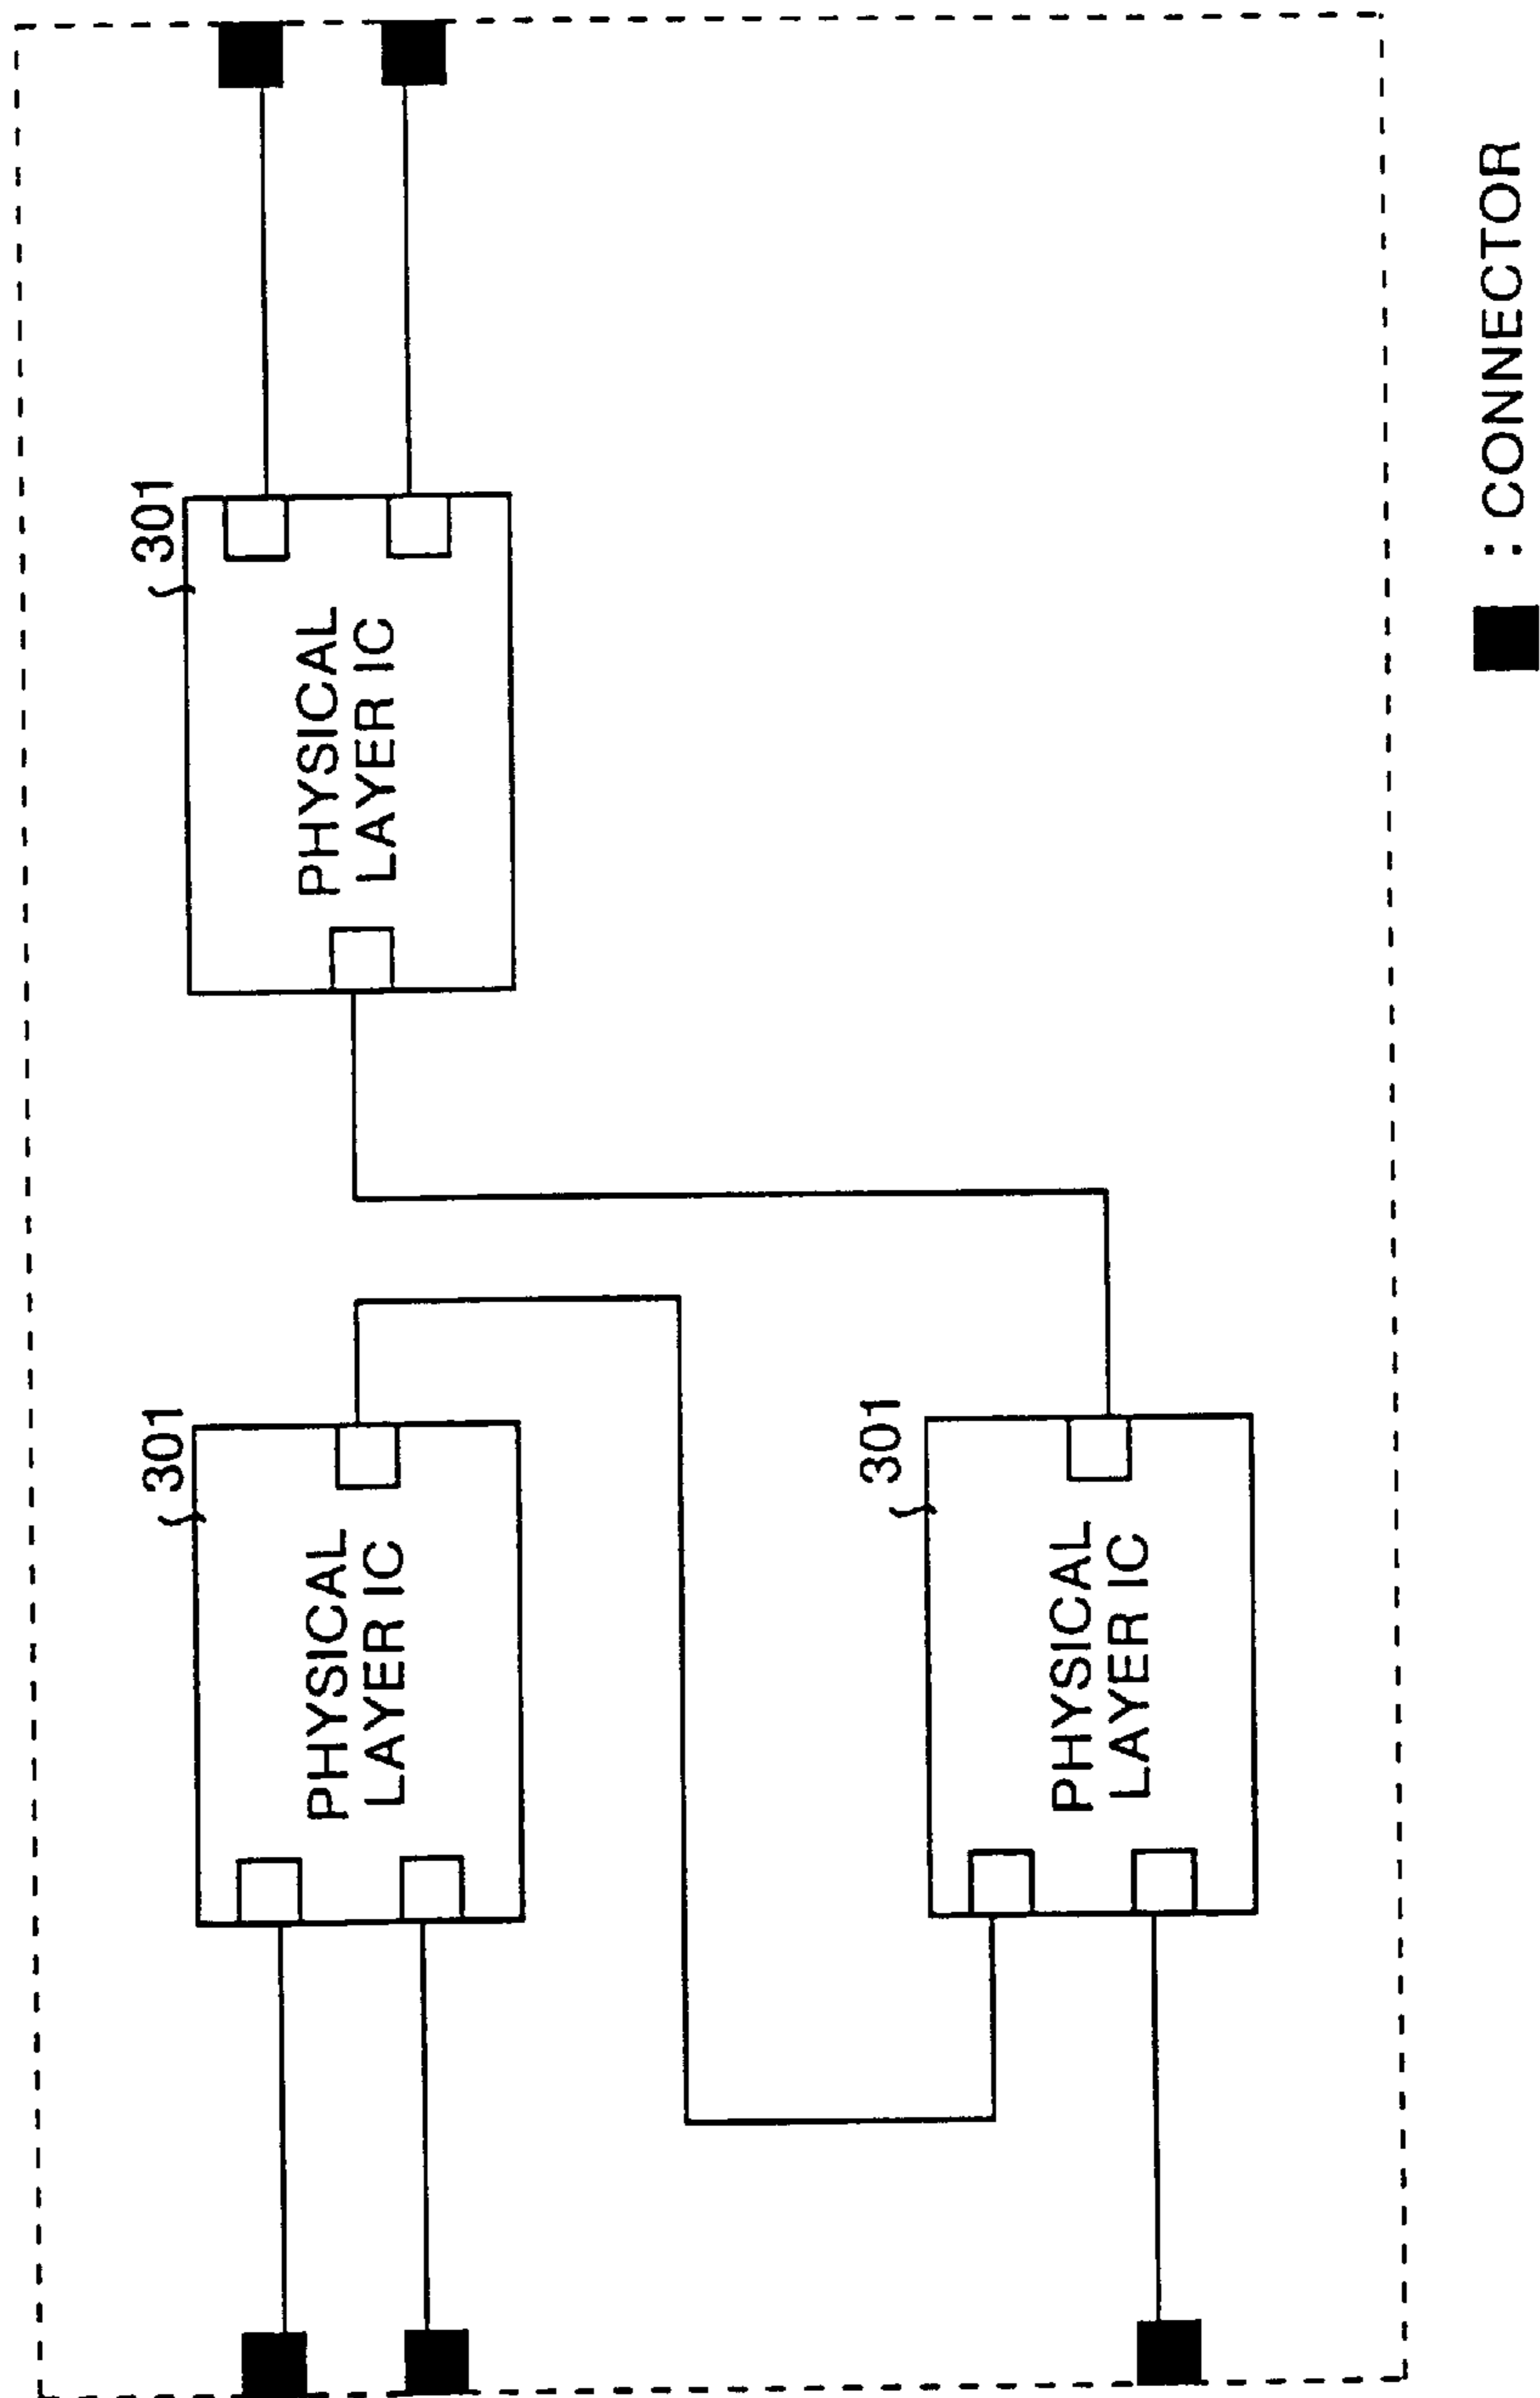 301
PHYSICAL
LAYER IC
301
PHYSICAL
LAYER IC
301
PHYSICAL
LAYER IC
: CONNECTOR